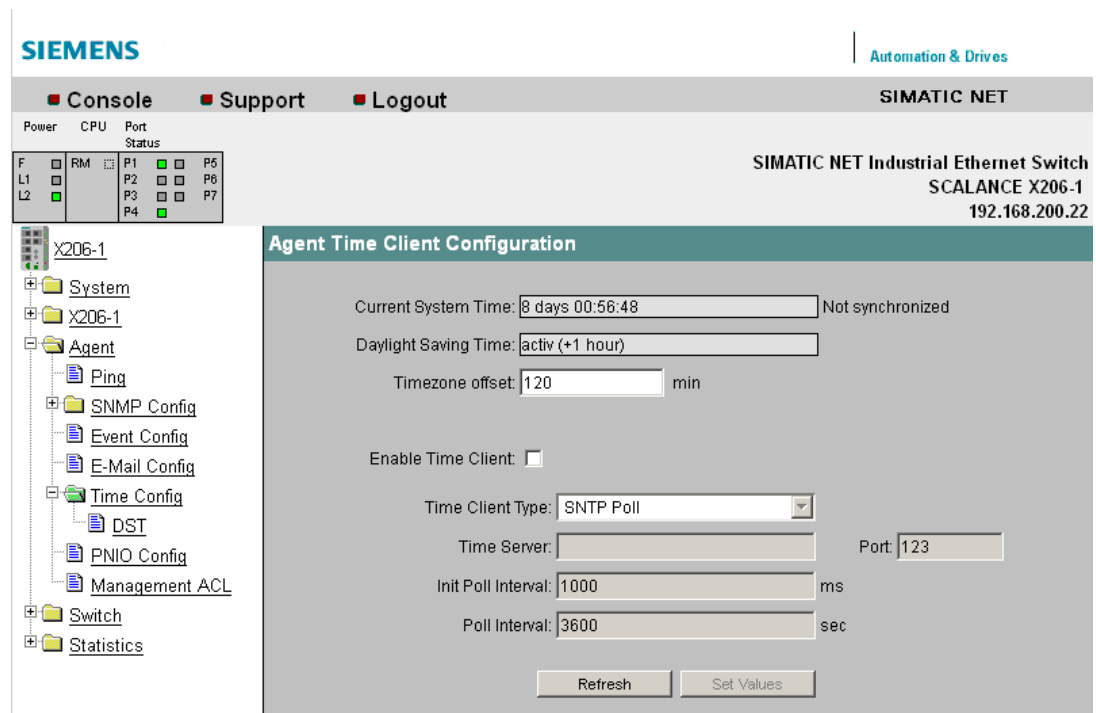 SIEMENS
Automation & Drives
Console Support Logout SIMATIC NET
Power CPU Port Status
F RM P1 P5
L1 P2 P6
L2 P3 P7
P4
SIMATIC NET Industrial Ethernet Switch
SCALANCE X206-1
192.168.200.22
X206-1
System
X206-1
Agent
Ping
SNMP Config
Event Config
E-Mail Config
Time Config
DST
PNIO Config
Management ACL
Switch
Statistics
Agent Time Client Configuration
Current System Time: 8 days 00:56:48 Not synchronized
Daylight Saving Time: activ (+1 hour)
Timezone offset: 120 min
Enable Time Client:
Time Client Type: SNTP Poll
Time Server: Port: 123
Init Poll Interval: 1000 ms
Poll Interval: 3600 sec
Refresh Set Values